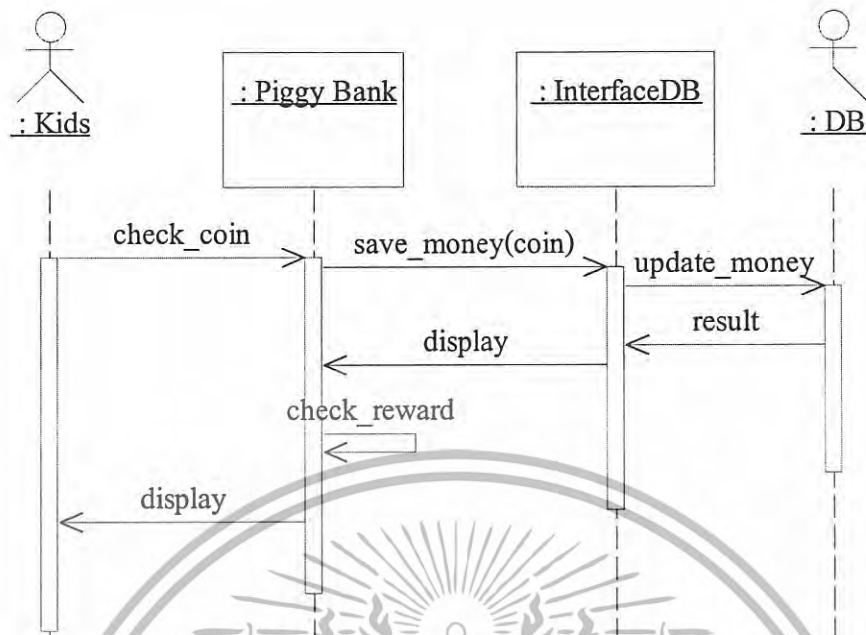 : Kids
: Piggy Bank
: InterfaceDB
: DB
check_coin
save_money(coin)
update_money
result
display
check_reward
display